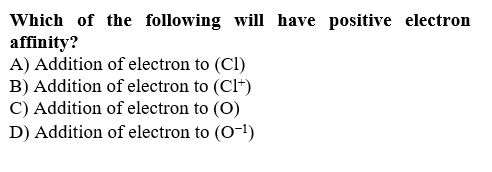 Which of the following will have positive electron
affinity?
A) Addition of electron to (Cl)
B) Addition of electron to (Cl⁺)
C) Addition of electron to (O)
D) Addition of electron to (O⁻¹)